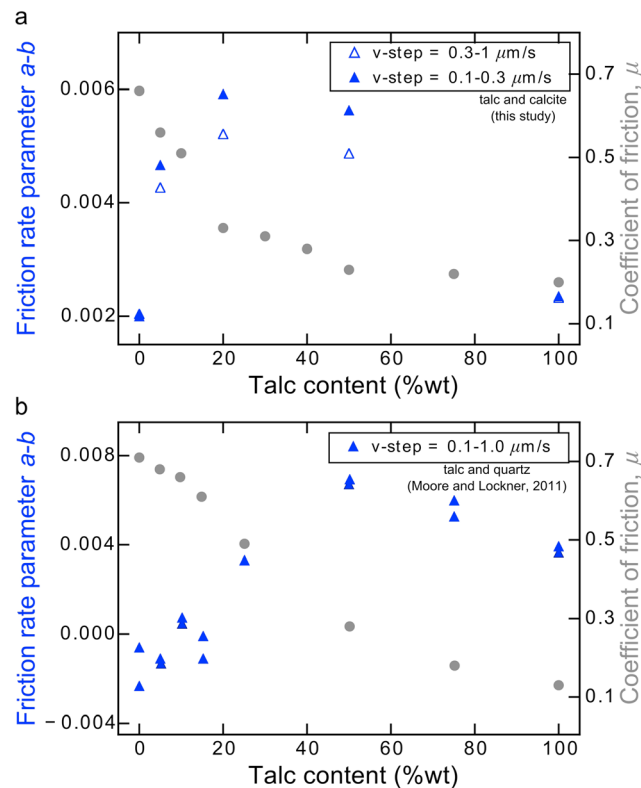 a
v-step = 0.3-1 μm/s
v-step = 0.1-0.3 μm/s
talc and calcite
(this study)
Friction rate parameter a-b
0.006
0.004
0.002
0.7
0.5
0.3
0.1
Coefficient of friction, μ
0 20 40 60 80 100
Talc content (%wt)
b
v-step = 0.1-1.0 μm/s
talc and quartz
(Moore and Lockner, 2011)
Friction rate parameter a-b
0.008
0.004
0.000
−0.004
0.7
0.5
0.3
0.1
Coefficient of friction, μ
0 20 40 60 80 100
Talc content (%wt)